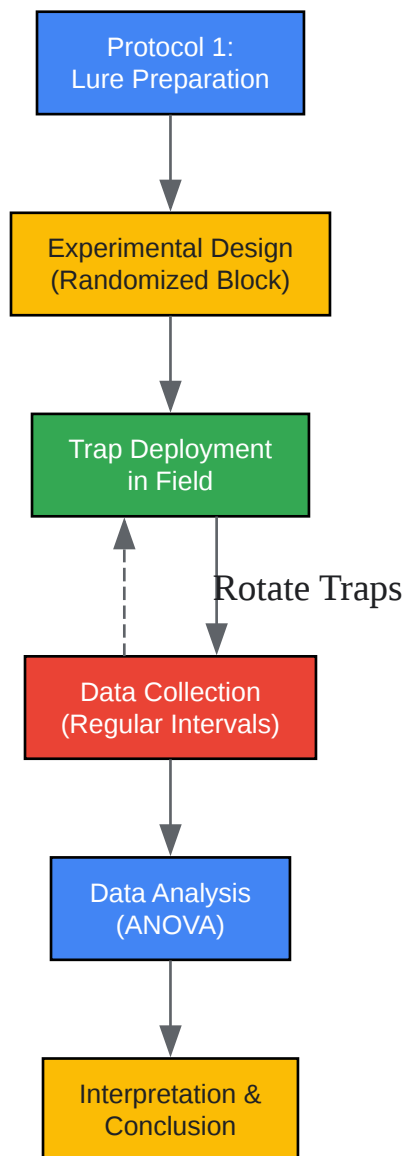 Protocol 1:
Lure Preparation
Experimental Design
(Randomized Block)
Trap Deployment
in Field
Rotate Traps
Data Collection
(Regular Intervals)
Data Analysis
(ANOVA)
Interpretation &
Conclusion